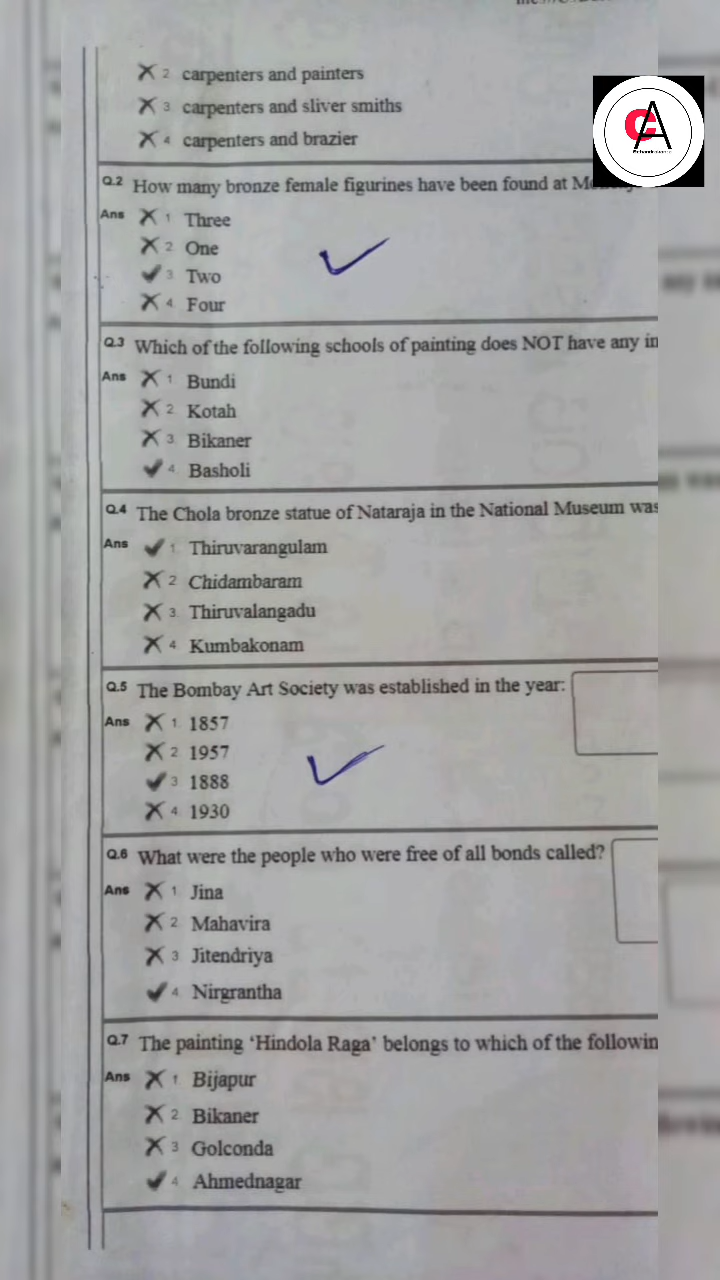 2 carpenters and painters
3 carpenters and sliver smiths
4 carpenters and brazier
CA
Q.2 How many bronze female figurines have been found at
Ans 1 Three
2 One
3 Two
4 Four
Q.3 Which of the following schools of painting does NOT have any in
Ans 1 Bundi
2 Kotah
3 Bikaner
4 Basholi
Q.4 The Chola bronze statue of Nataraja in the National Museum was
Ans 1 Thiruvarangulam
2 Chidambaram
3 Thiruvalangadu
4 Kumbakonam
Q.5 The Bombay Art Society was established in the year:
Ans 1 1857
2 1957
3 1888
4 1930
Q.6 What were the people who were free of all bonds called?
Ans 1 Jina
2 Mahavira
3 Jitendriya
4 Nirgrantha
Q.7 The painting ‘Hindola Raga’ belongs to which of the followin
Ans 1 Bijapur
2 Bikaner
3 Golconda
4 Ahmednagar